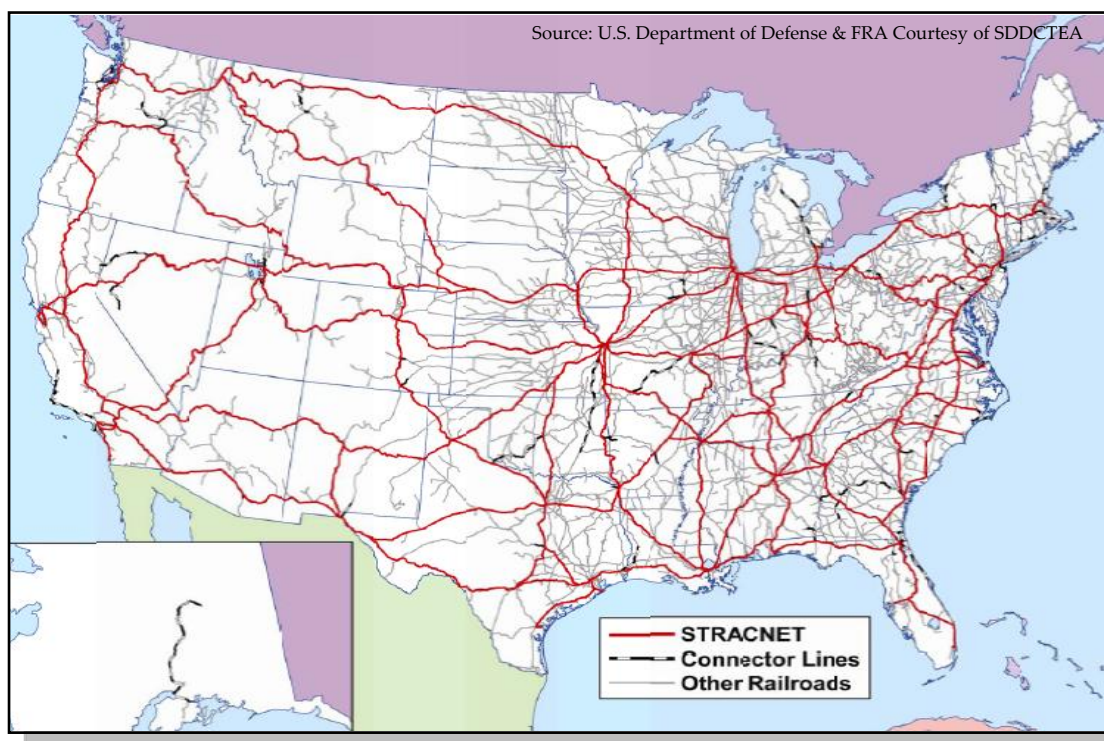 Source: U.S. Department of Defense & FRA Courtesy of SDDCTEA
STRACNET
Connector Lines
Other Railroads